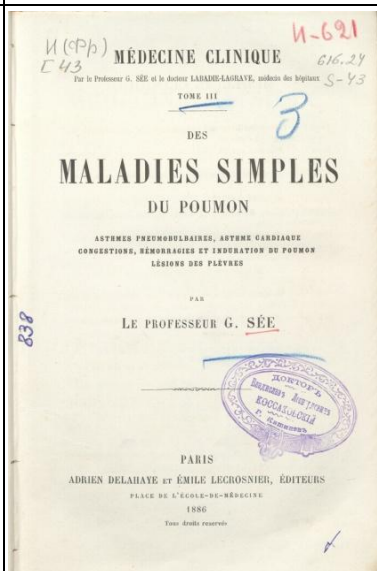 И-621
И(Фр)
С43
616.24
S-43
MÉDECINE CLINIQUE
Par le Professeur G. SÉE et le docteur LABADIE-LAGRAVE, médecin des hôpitaux
TOME III
3
DES
MALADIES SIMPLES
DU POUMON
ASTHMES PNEUMOBULBAIRES, ASTHME CARDIAQUE
CONGESTIONS, HÉMORRAGIES ET INDURATION DU POUMON
LÉSIONS DES PLÈVRES
PAR
LE PROFESSEUR G. SÉE
838
ДОКТОРЪ
КОССАКОВСКІЙ
PARIS
ADRIEN DELAHAYE ET ÉMILE LECROSNIER, ÉDITEURS
PLACE DE L'ÉCOLE-DE-MÉDECINE
1886
Tous droits reservés